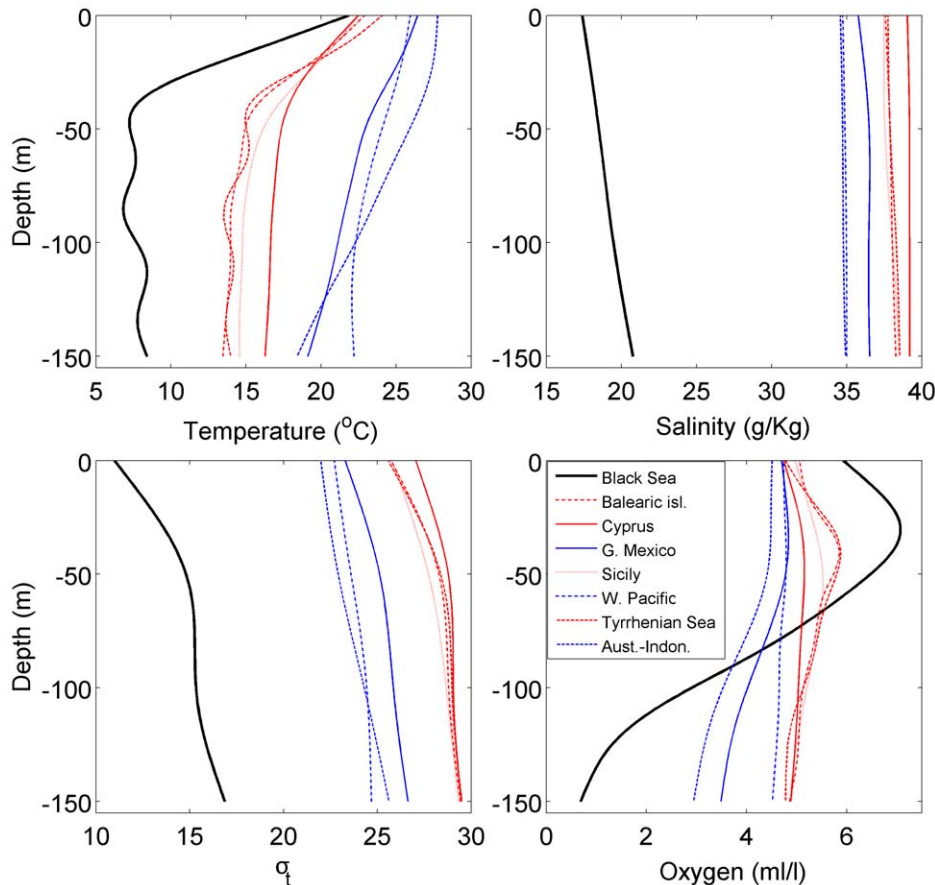 0
-50
-100
-150
Depth (m)
5 10 15 20 25 30
Temperature (°C)
0
-50
-100
-150
15 20 25 30 35 40
Salinity (g/Kg)
0
-50
-100
-150
Depth (m)
10 15 20 25 30
σt
0
-50
-100
-150
Black Sea
Balearic isl.
Cyprus
G. Mexico
Sicily
W. Pacific
Tyrrhenian Sea
Aust.-Indon.
0 2 4 6
Oxygen (ml/l)